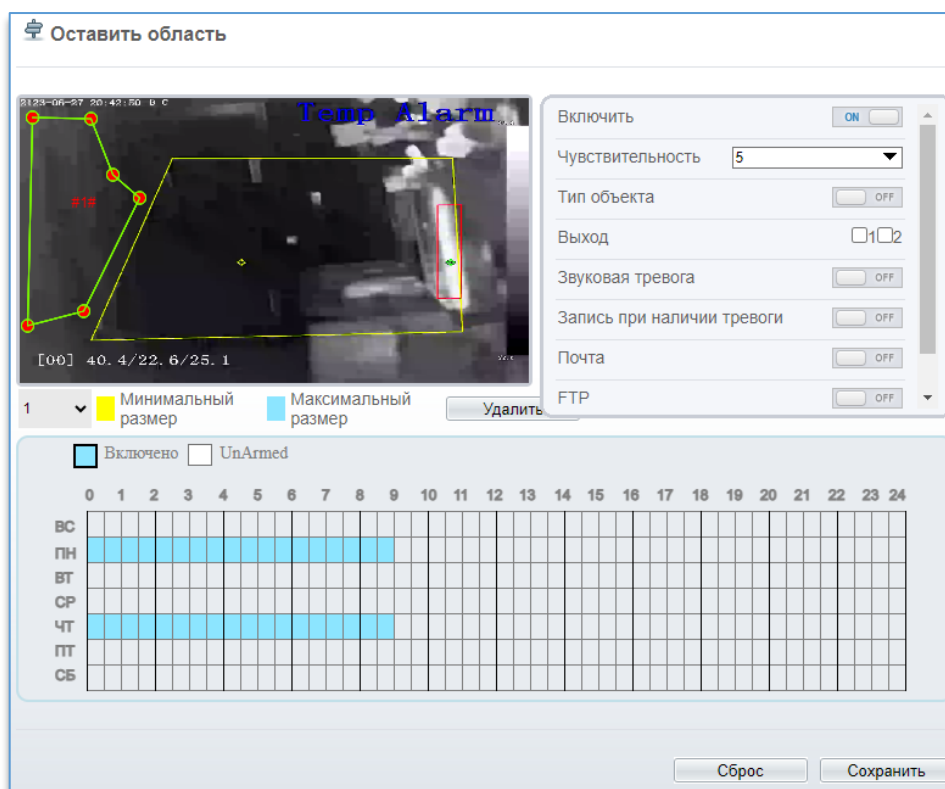 Оставить область
2123-06-27 20:42:50 B C
Temp Alarm
#1#
[00] 40.4/22.6/25.1
Включить ON
Чувствительность 5
Тип объекта OFF
Выход 1 2
Звуковая тревога OFF
Запись при наличии тревоги OFF
Почта OFF
FTP OFF
1 Минимальный размер Максимальный размер Удалить
Включено UnArmed
0 1 2 3 4 5 6 7 8 9 10 11 12 13 14 15 16 17 18 19 20 21 22 23 24
ВС
ПН
ВТ
СР
ЧТ
ПТ
СБ
Сброс Сохранить